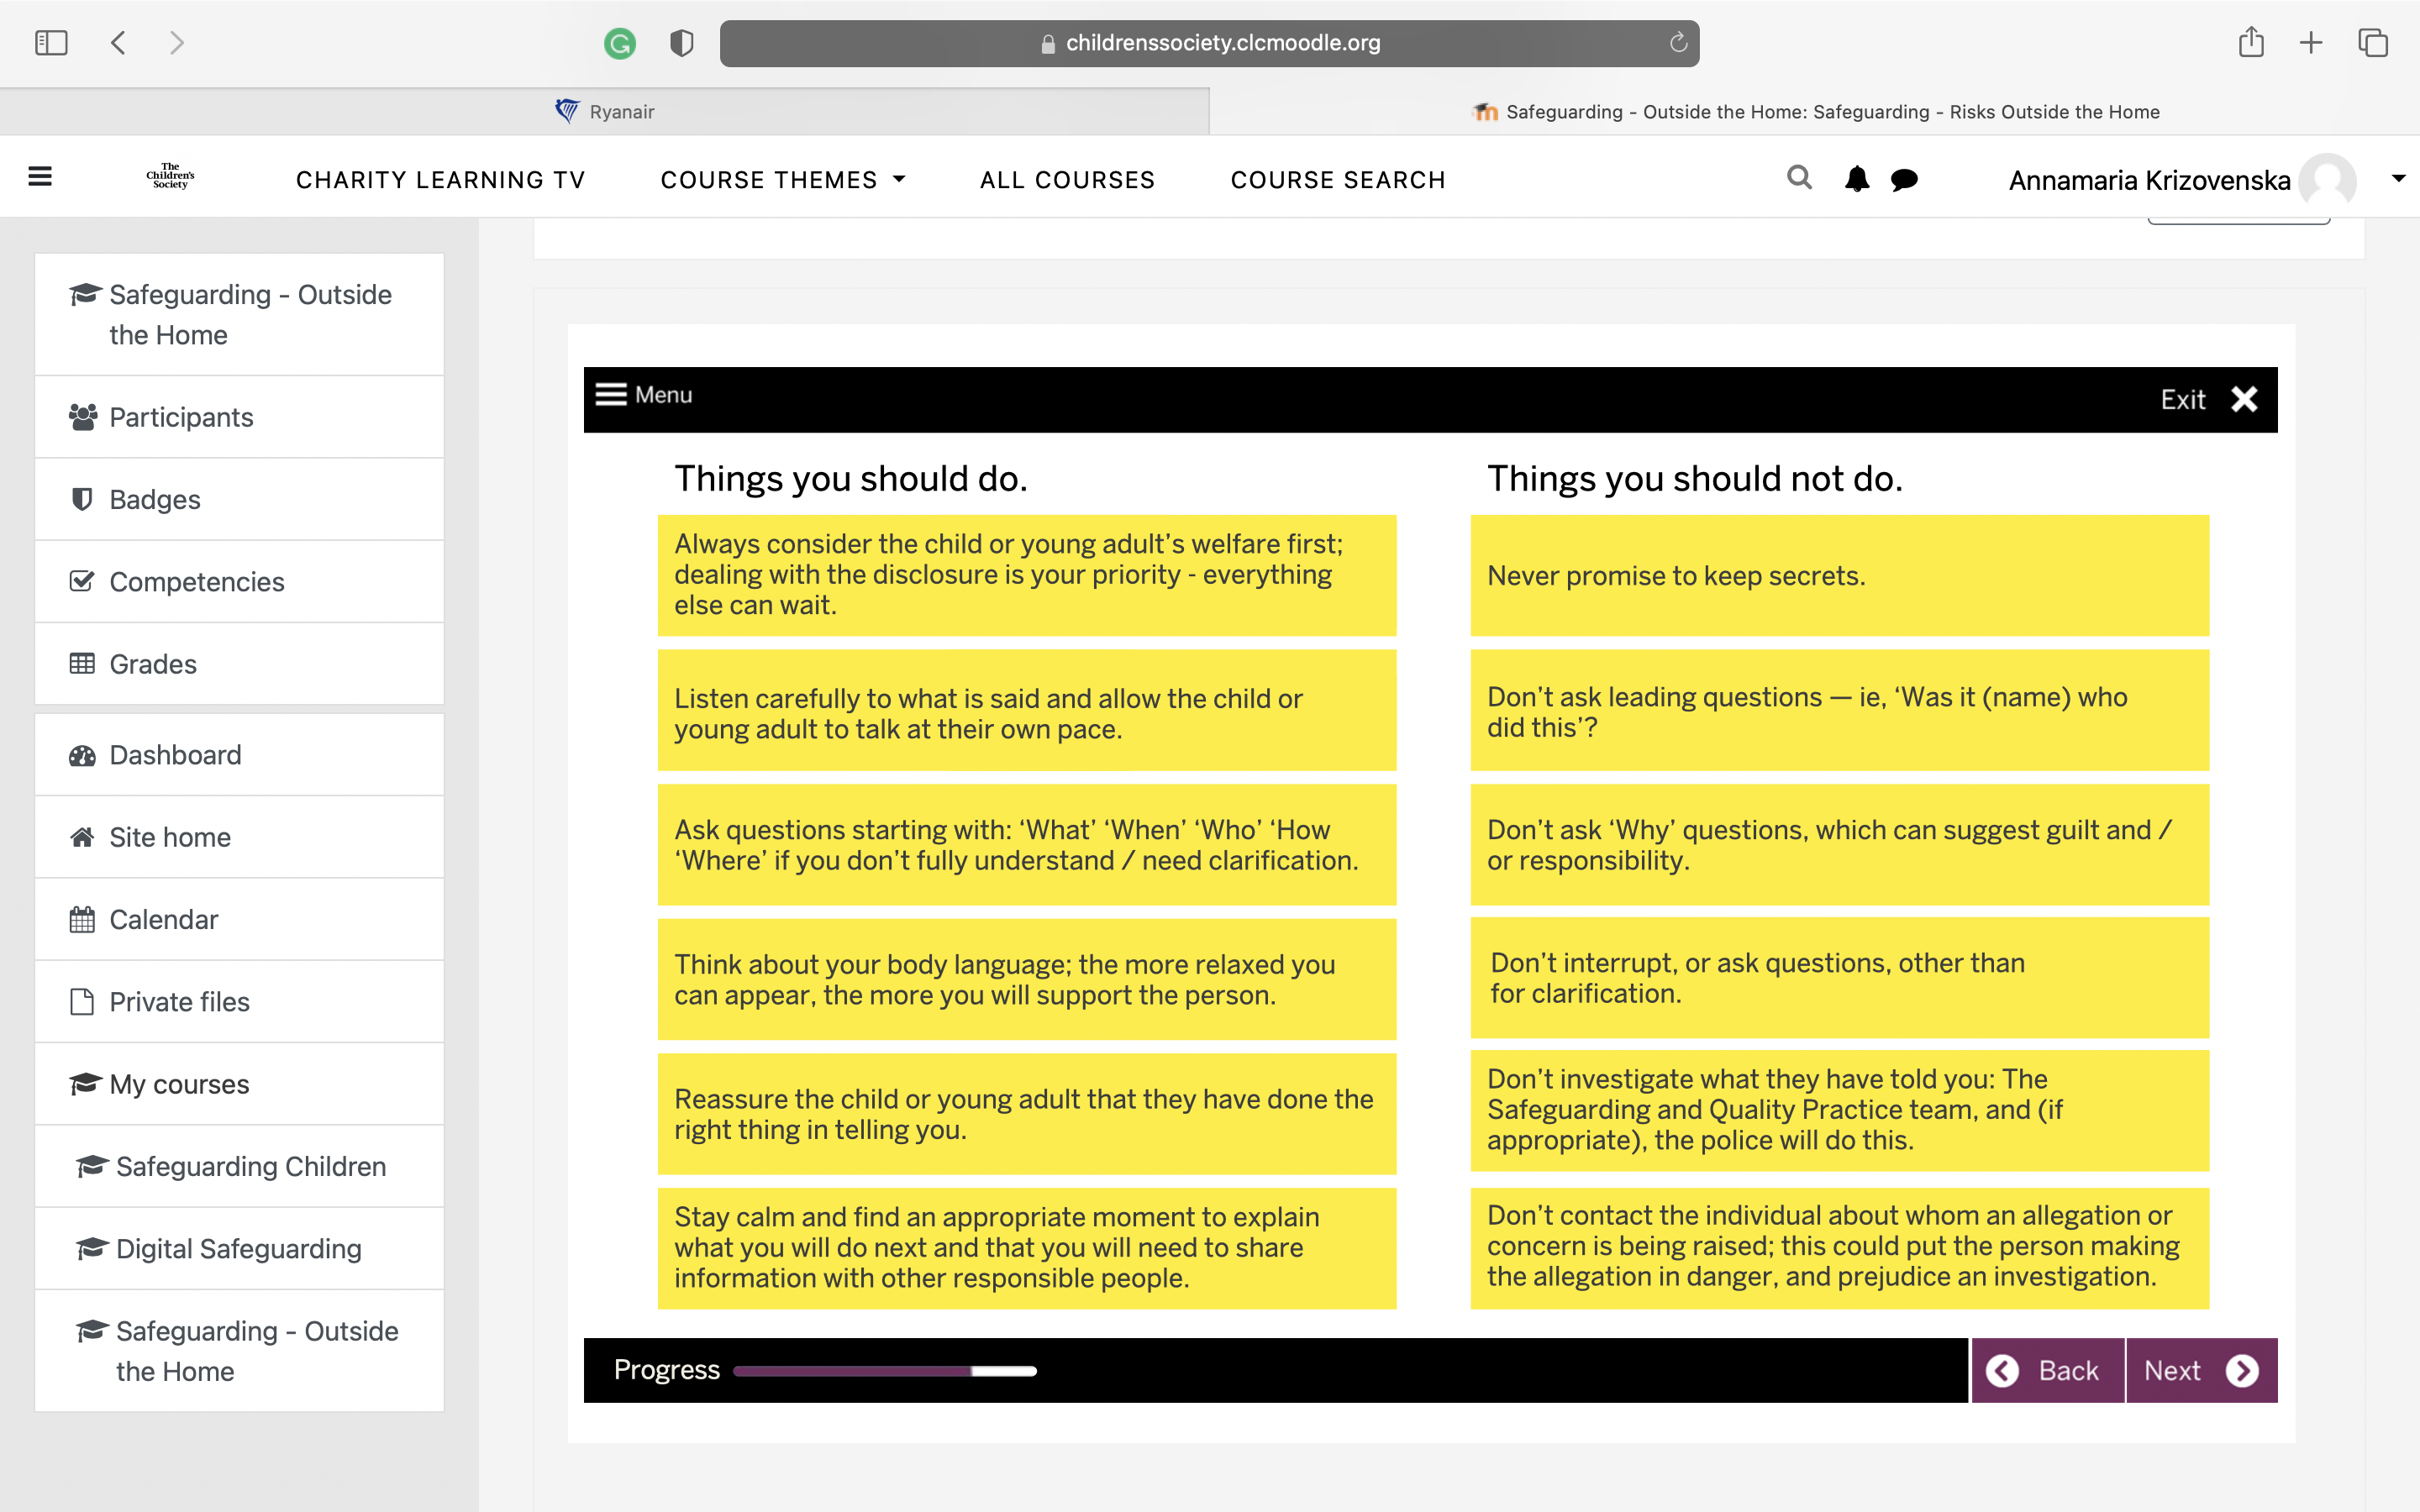 childrenssociety.clcmoodle.org
Ryanair
Safeguarding - Outside the Home: Safeguarding - Risks Outside the Home
The
Children's
Society
CHARITY LEARNING TV
COURSE THEMES
ALL COURSES
COURSE SEARCH
Annamaria Krizovenska
Safeguarding - Outside
the Home
Participants
Badges
Competencies
Grades
Dashboard
Site home
Calendar
Private files
My courses
Safeguarding Children
Digital Safeguarding
Safeguarding - Outside
the Home
Menu
Exit
Things you should do.
Always consider the child or young adult’s welfare first;
dealing with the disclosure is your priority - everything
else can wait.
Listen carefully to what is said and allow the child or
young adult to talk at their own pace.
Ask questions starting with: ‘What’ ‘When’ ‘Who’ ‘How
‘Where’ if you don’t fully understand / need clarification.
Think about your body language; the more relaxed you
can appear, the more you will support the person.
Reassure the child or young adult that they have done the
right thing in telling you.
Stay calm and find an appropriate moment to explain
what you will do next and that you will need to share
information with other responsible people.
Things you should not do.
Never promise to keep secrets.
Don’t ask leading questions — ie, ‘Was it (name) who
did this’?
Don’t ask ‘Why’ questions, which can suggest guilt and /
or responsibility.
Don’t interrupt, or ask questions, other than
for clarification.
Don’t investigate what they have told you: The
Safeguarding and Quality Practice team, and (if
appropriate), the police will do this.
Don’t contact the individual about whom an allegation or
concern is being raised; this could put the person making
the allegation in danger, and prejudice an investigation.
Progress
Back
Next